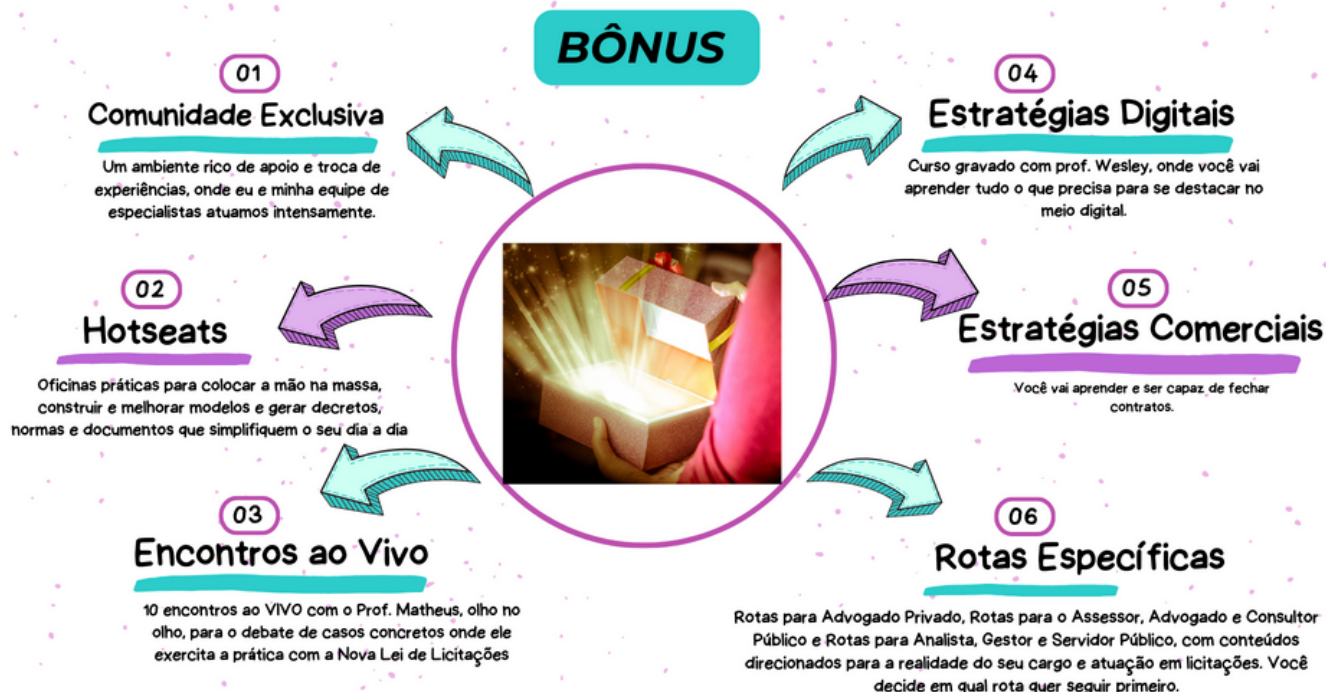 BÔNUS
01
Comunidade Exclusiva
Um ambiente rico de apoio e troca de
experiências, onde eu e minha equipe de
especialistas atuamos intensamente.
02
Hotseats
Oficinas práticas para colocar a mão na massa,
construir e melhorar modelos e gerar decretos,
normas e documentos que simplifiquem o seu dia a dia
03
Encontros ao Vivo
10 encontros ao VIVO com o Prof. Matheus, olho no
olho, para o debate de casos concretos onde ele
exercita a prática com a Nova Lei de Licitações
04
Estratégias Digitais
Curso gravado com prof. Wesley, onde você vai
aprender tudo o que precisa para se destacar no
meio digital.
05
Estratégias Comerciais
Você vai aprender e ser capaz de fechar
contratos.
06
Rotas Específicas
Rotas para Advogado Privado, Rotas para o Assessor, Advogado e Consultor
Público e Rotas para Analista, Gestor e Servidor Público, com conteúdos
direcionados para a realidade do seu cargo e atuação em licitações. Você
decide em qual rota quer seguir primeiro.